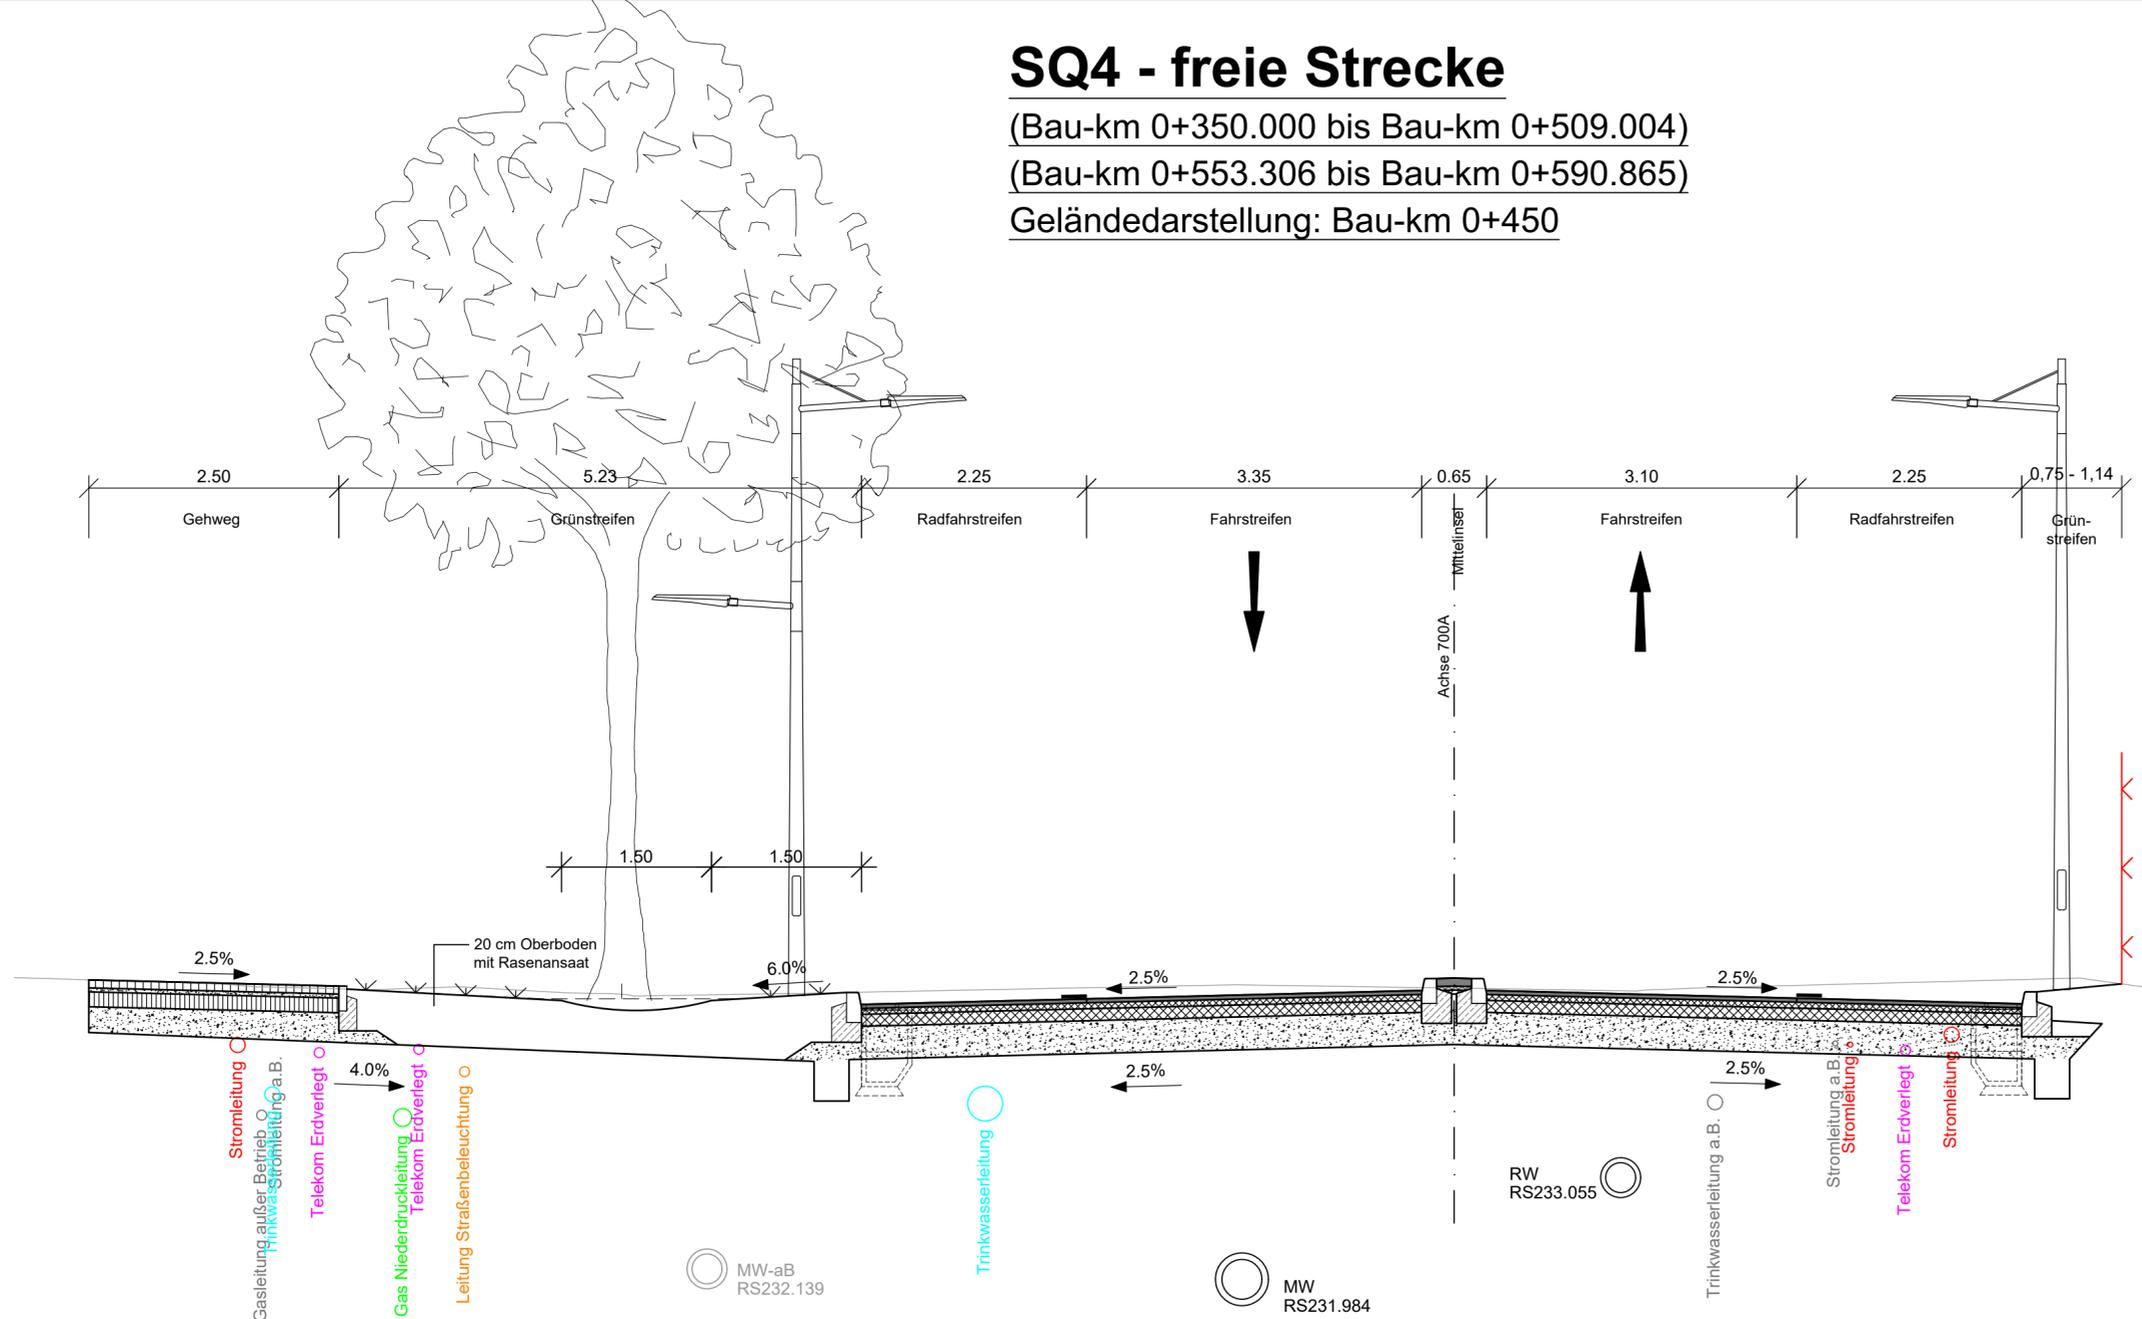 SQ4 - freie Strecke
(Bau-km 0+350.000 bis Bau-km 0+509.004)
(Bau-km 0+553.306 bis Bau-km 0+590.865)
Geländedarstellung: Bau-km 0+450
2.50
5.23
2.25
3.35
0.65
3.10
2.25
0,75 - 1,14
Gehweg
Grünstreifen
Radfahrstreifen
Fahrstreifen
Mittelinsel
Fahrstreifen
Radfahrstreifen
Grün-
streifen
Achse 700A
1.50
1.50
20 cm Oberboden
mit Rasenansaat
2.5%
6.0%
2.5%
2.5%
4.0%
2.5%
2.5%
Stromleitung
Gasleitung außer Betrieb
Trinkwasserleitung
Stromleitung a.B.
Telekom Erdverlegt
Gas Niederdruckleitung
Telekom Erdverlegt
Leitung Straßenbeleuchtung
MW-aB
RS232.139
Trinkwasserleitung
MW
RS231.984
RW
RS233.055
Trinkwasserleitung a.B.
Stromleitung a.B.
Stromleitung
Telekom Erdverlegt
Stromleitung